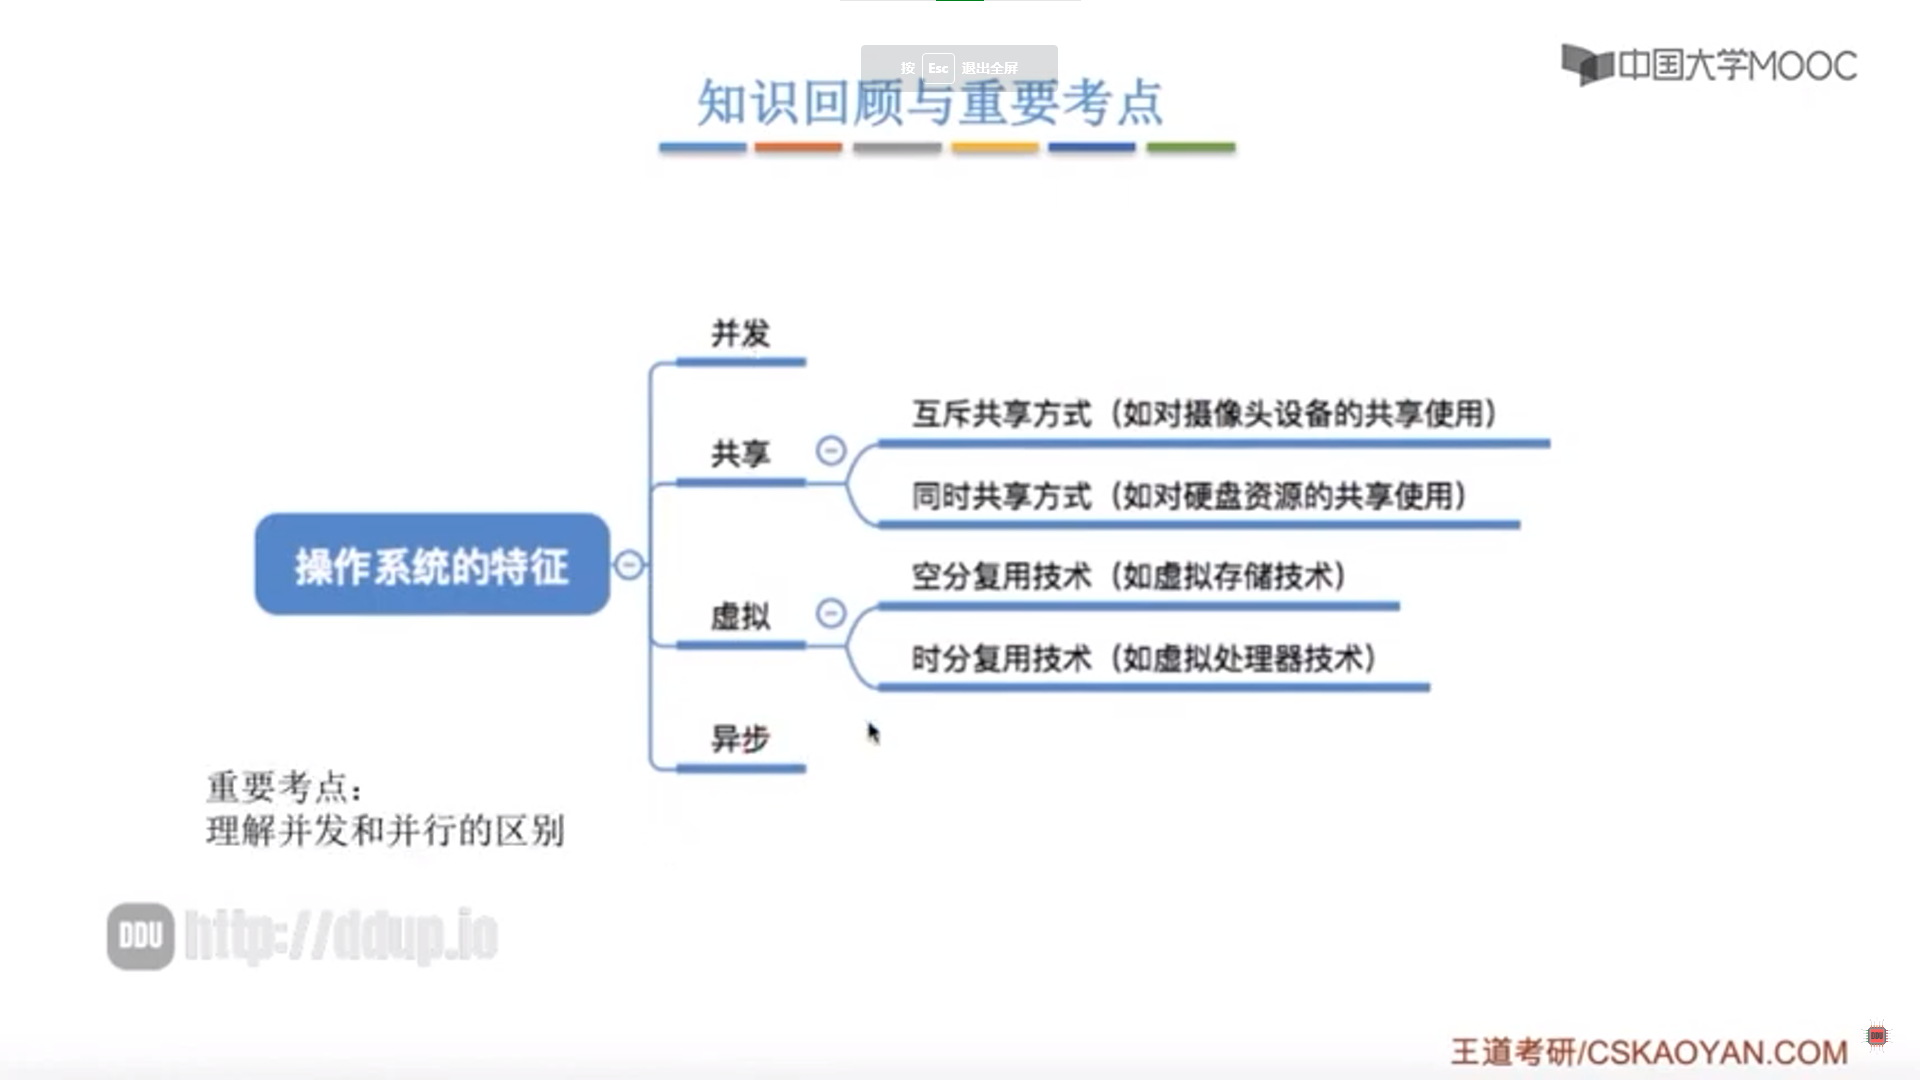 按 Esc 退出全屏
中国大学MOOC
知识回顾与重要考点
并发
互斥共享方式（如对摄像头设备的共享使用）
共享
同时共享方式（如对硬盘资源的共享使用）
操作系统的特征
空分复用技术（如虚拟存储技术）
虚拟
时分复用技术（如虚拟处理器技术）
异步
重要考点：
理解并发和并行的区别
DDU http://ddup.io
王道考研/CSKAOYAN.COM